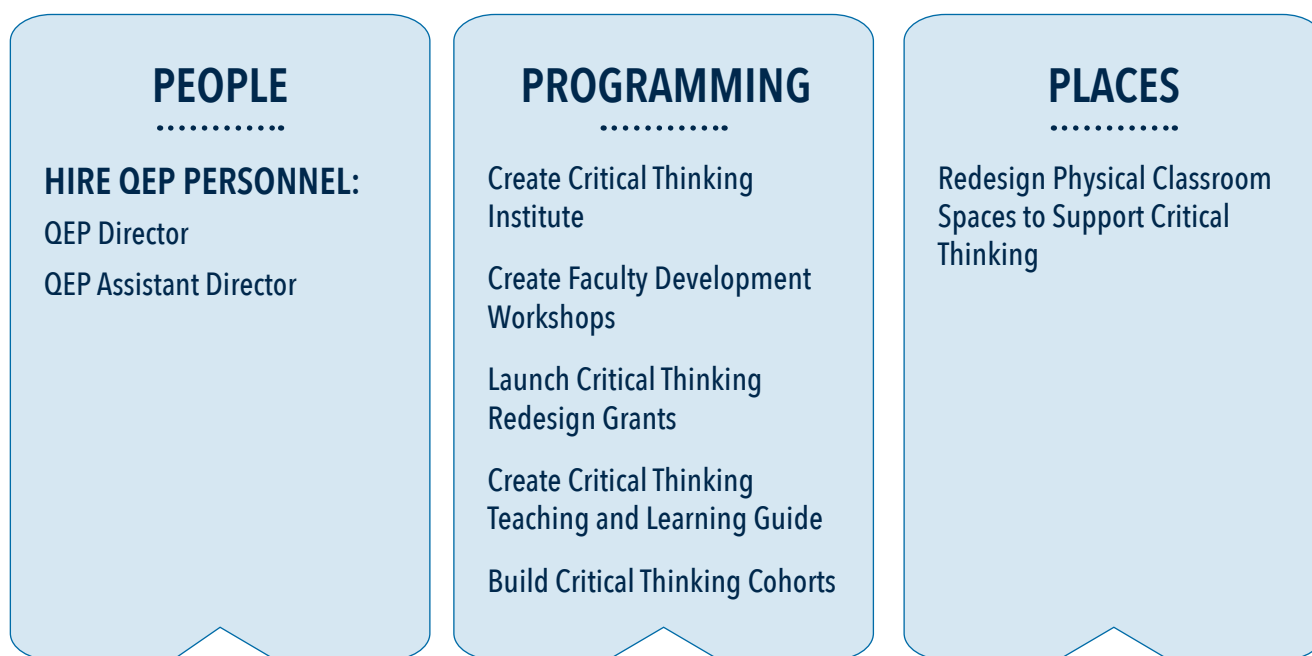 PEOPLE
HIRE QEP PERSONNEL:
QEP Director
QEP Assistant Director
PROGRAMMING
Create Critical Thinking
Institute
Create Faculty Development
Workshops
Launch Critical Thinking
Redesign Grants
Create Critical Thinking
Teaching and Learning Guide
Build Critical Thinking Cohorts
PLACES
Redesign Physical Classroom
Spaces to Support Critical
Thinking